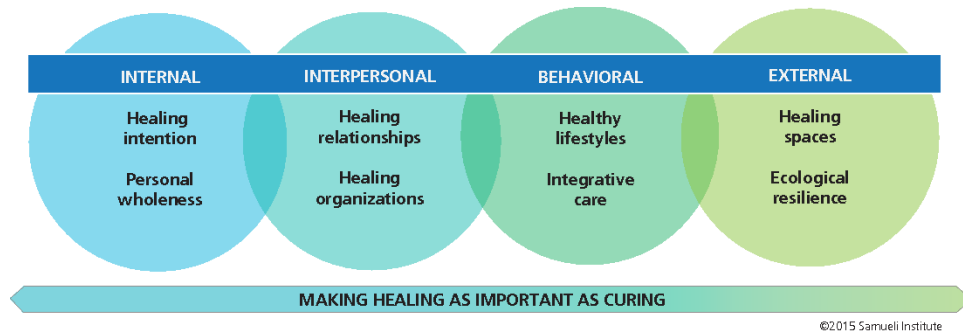 INTERNAL
INTERPERSONAL
BEHAVIORAL
EXTERNAL
Healing
intention
Personal
wholeness
Healing
relationships
Healing
organizations
Healthy
lifestyles
Integrative
care
Healing
spaces
Ecological
resilience
MAKING HEALING AS IMPORTANT AS CURING
©2015 Samueli Institute